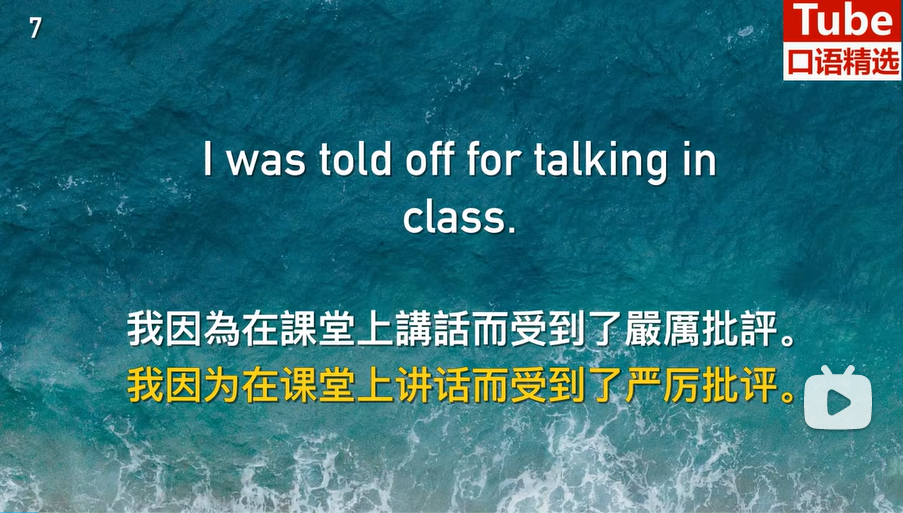 7
Tube
口语精选
I was told off for talking in
class.
我因為在課堂上講話而受到了嚴厲批評。
我因为在课堂上讲话而受到了严厉批评。